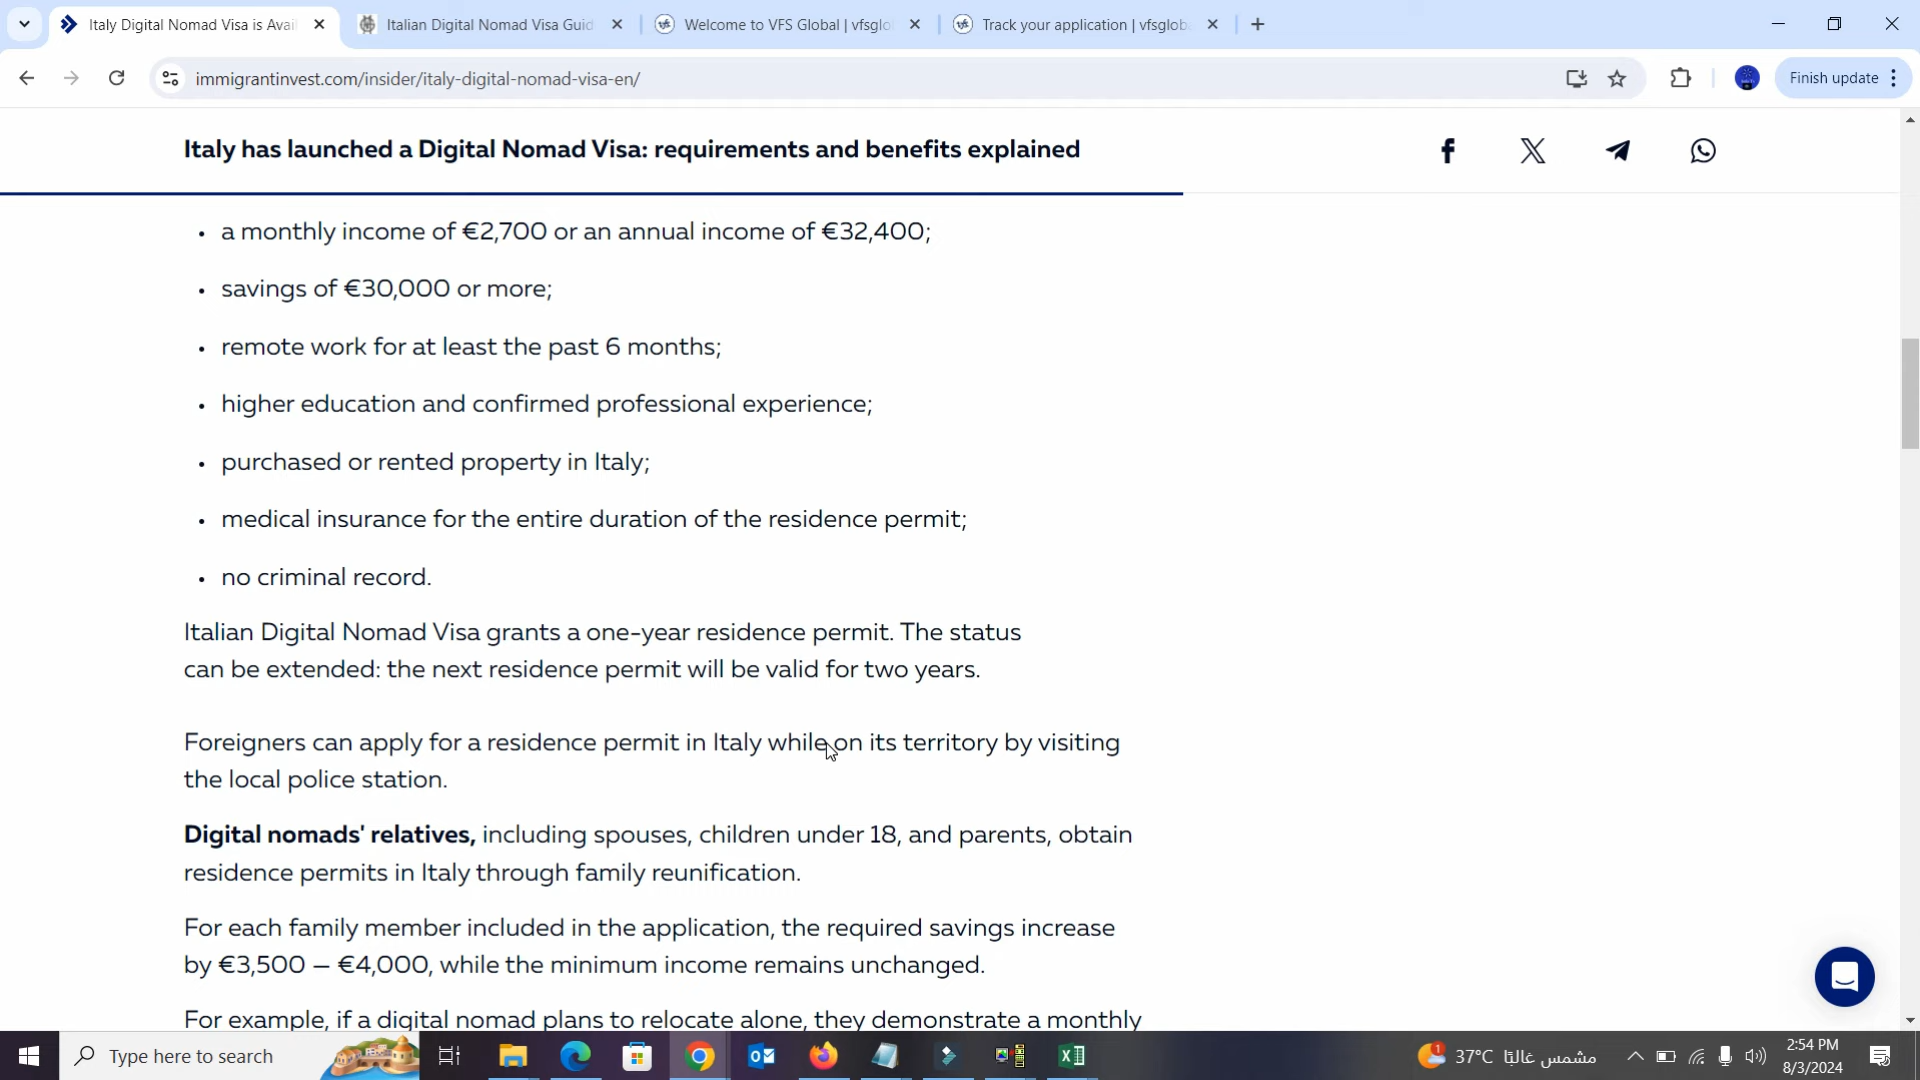 Italy Digital Nomad Visa is Avai
Italian Digital Nomad Visa Guid
Welcome to VFS Global | vfsglo
Track your application | vfsgloba
immigrantinvest.com/insider/italy-digital-nomad-visa-en/
Finish update
Italy has launched a Digital Nomad Visa: requirements and benefits explained
• a monthly income of €2,700 or an annual income of €32,400;
• savings of €30,000 or more;
• remote work for at least the past 6 months;
• higher education and confirmed professional experience;
• purchased or rented property in Italy;
• medical insurance for the entire duration of the residence permit;
• no criminal record.
Italian Digital Nomad Visa grants a one-year residence permit. The status
can be extended: the next residence permit will be valid for two years.
Foreigners can apply for a residence permit in Italy while on its territory by visiting
the local police station.
Digital nomads' relatives, including spouses, children under 18, and parents, obtain
residence permits in Italy through family reunification.
For each family member included in the application, the required savings increase
by €3,500 — €4,000, while the minimum income remains unchanged.
For example, if a digital nomad plans to relocate alone, they demonstrate a monthly
Type here to search
1
37°C مشمس غالبًا
2:54 PM
8/3/2024